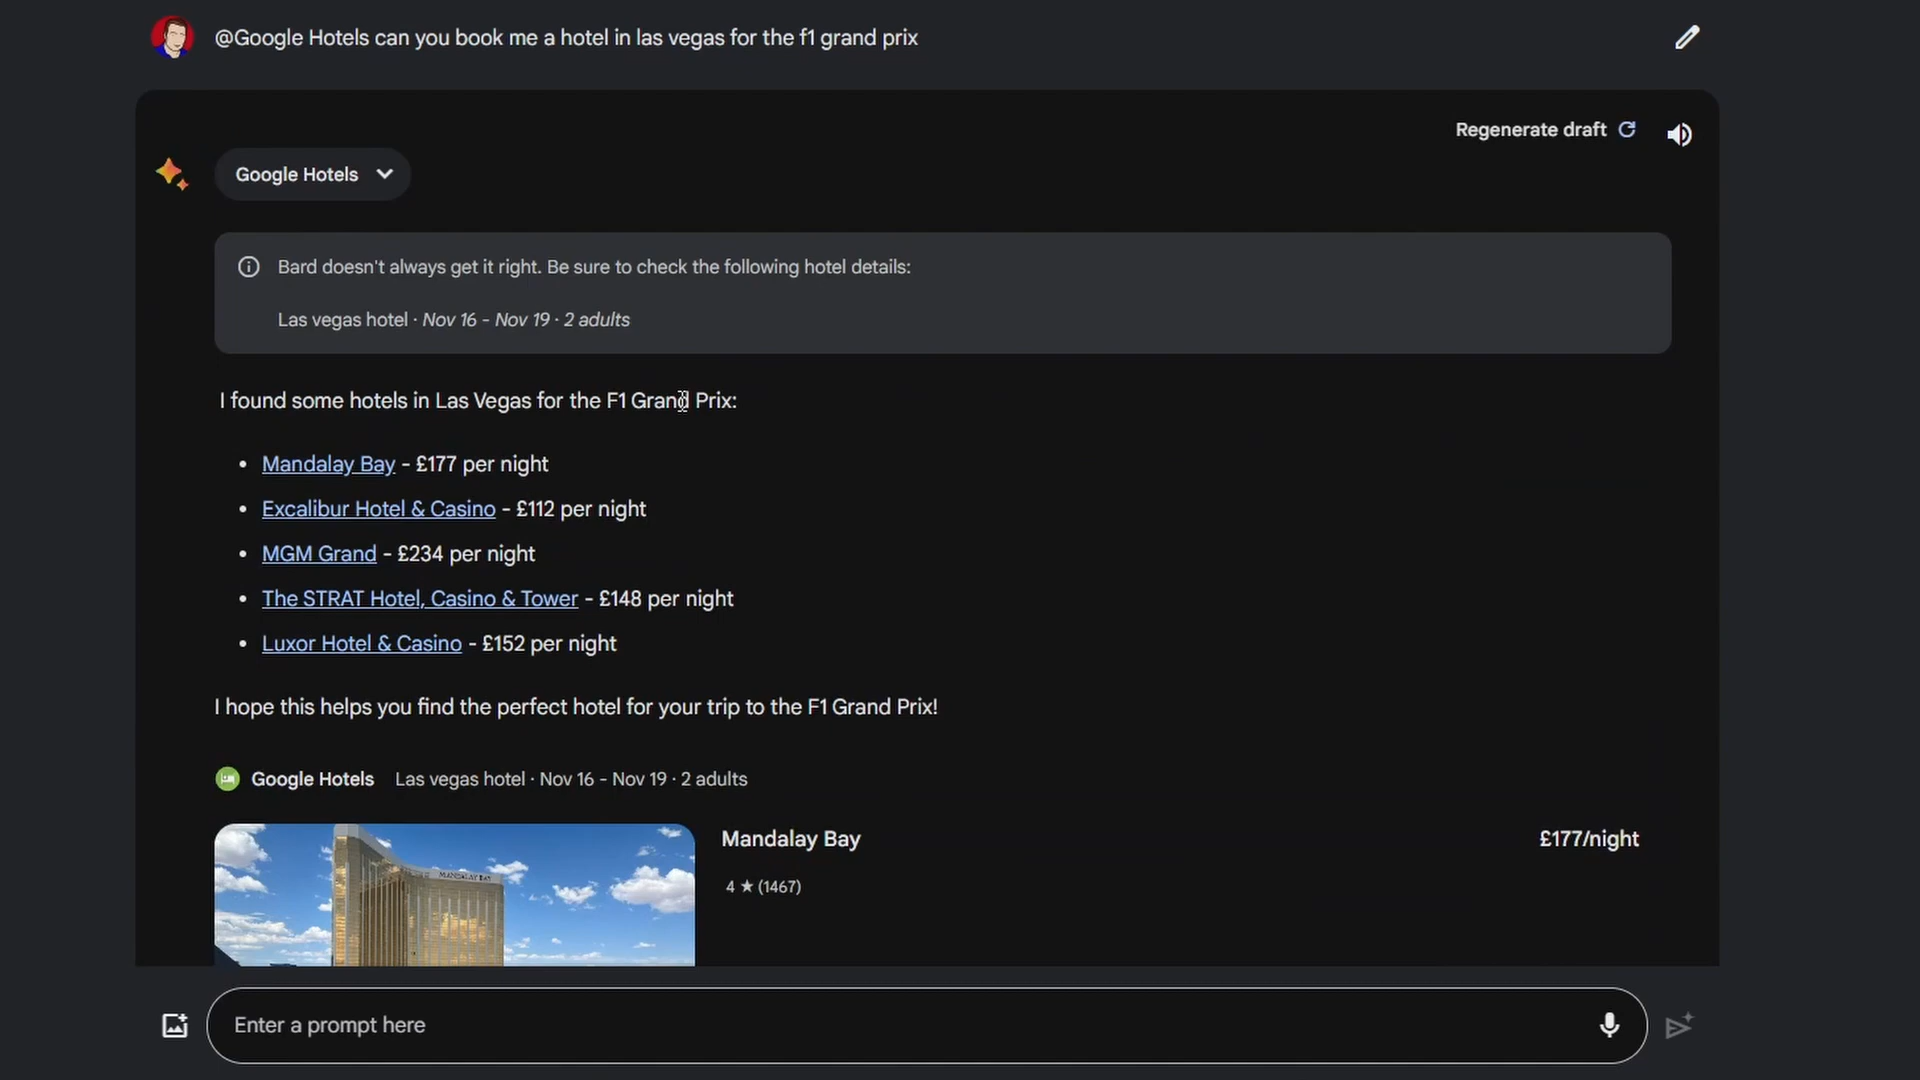 @Google Hotels can you book me a hotel in las vegas for the f1 grand prix
Regenerate draft
Google Hotels
Bard doesn't always get it right. Be sure to check the following hotel details:
Las vegas hotel · Nov 16 - Nov 19 · 2 adults
I found some hotels in Las Vegas for the F1 Grand Prix:
• Mandalay Bay - £177 per night
• Excalibur Hotel & Casino - £112 per night
• MGM Grand - £234 per night
• The STRAT Hotel, Casino & Tower - £148 per night
• Luxor Hotel & Casino - £152 per night
I hope this helps you find the perfect hotel for your trip to the F1 Grand Prix!
Google Hotels Las vegas hotel · Nov 16 - Nov 19 · 2 adults
Mandalay Bay £177/night
4 ★ (1467)
MANDALAY BAY
Enter a prompt here